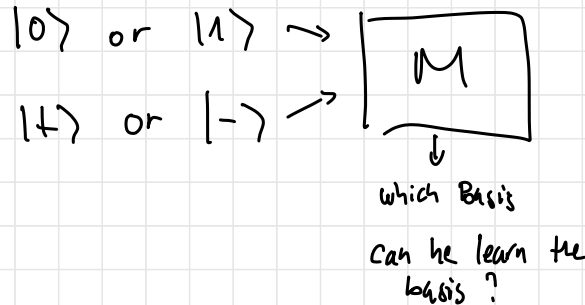 |0⟩ or |1⟩
M
|+⟩ or |-⟩
which Basis
can he learn the
basis?